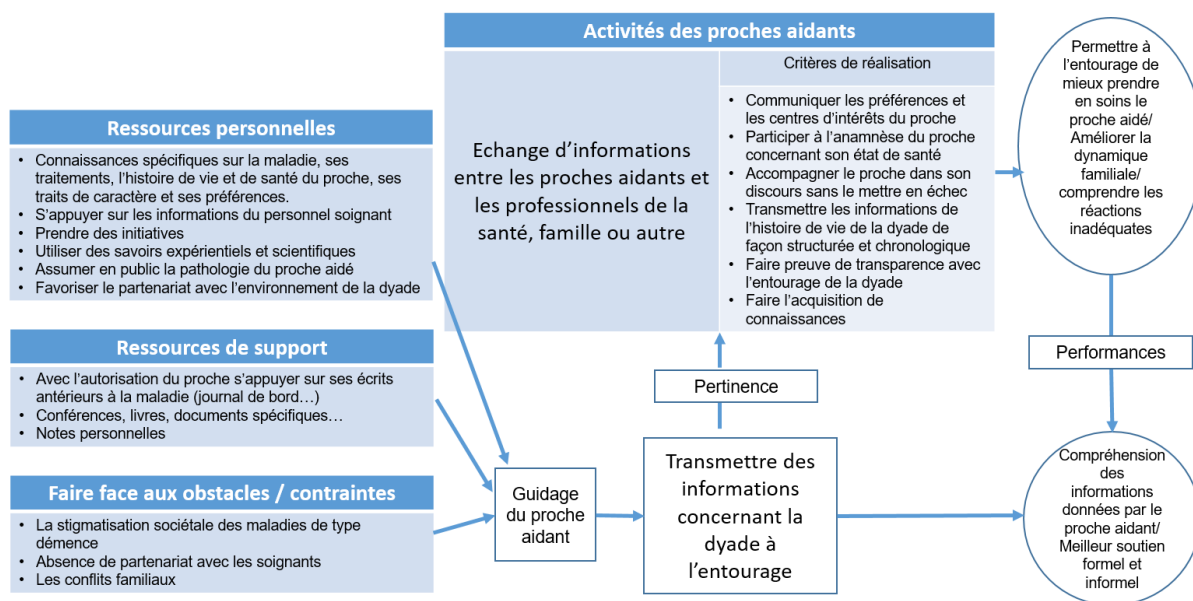 Activités des proches aidants
Echange d’informations
entre les proches aidants et
les professionnels de la
santé, famille ou autre
Critères de réalisation
• Communiquer les préférences et
les centres d’intérêts du proche
• Participer à l’anamnèse du proche
concernant son état de santé
• Accompagner le proche dans son
discours sans le mettre en échec
• Transmettre les informations de
l’histoire de vie de la dyade de
façon structurée et chronologique
• Faire preuve de transparence avec
l’entourage de la dyade
• Faire l’acquisition de
connaissances
Permettre à
l’entourage de
mieux prendre
en soins le
proche aidé/
Améliorer la
dynamique
familiale/
comprendre les
réactions
inadéquates
Ressources personnelles
• Connaissances spécifiques sur la maladie, ses
traitements, l’histoire de vie et de santé du proche, ses
traits de caractère et ses préférences.
• S’appuyer sur les informations du personnel soignant
• Prendre des initiatives
• Utiliser des savoirs expérientiels et scientifiques
• Assumer en public la pathologie du proche aidé
• Favoriser le partenariat avec l’environnement de la dyade
Ressources de support
• Avec l’autorisation du proche s’appuyer sur ses écrits
antérieurs à la maladie (journal de bord…)
• Conférences, livres, documents spécifiques…
• Notes personnelles
Performances
Pertinence
Faire face aux obstacles / contraintes
• La stigmatisation sociétale des maladies de type
démence
• Absence de partenariat avec les soignants
• Les conflits familiaux
Guidage
du proche
aidant
Transmettre des
informations
concernant la
dyade à
l’entourage
Compréhension
des
informations
données par le
proche aidant/
Meilleur soutien
formel et
informel